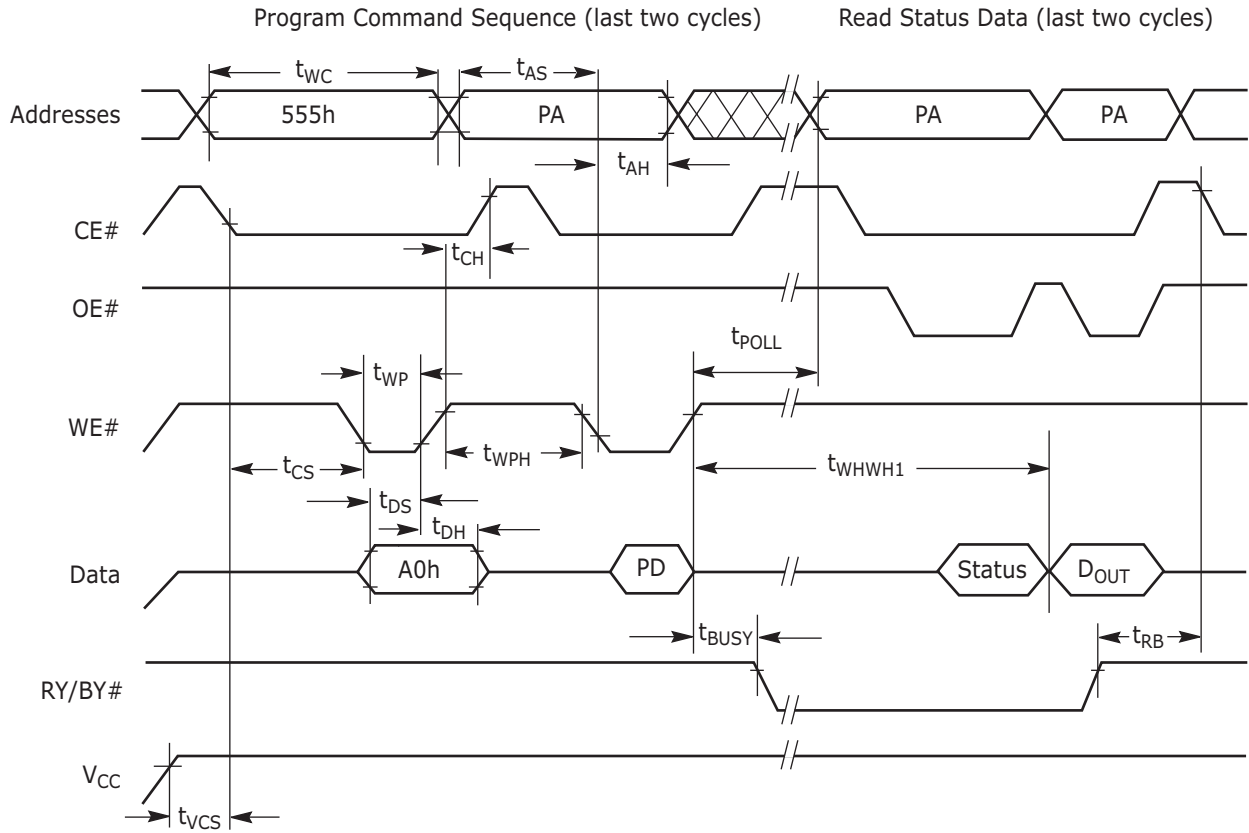 Program Command Sequence (last two cycles) Read Status Data (last two cycles)
tWC tAS
Addresses 555h PA PA PA
tAH
CE#
tCH
OE#
tPOLL
tWP
WE#
tWPH tWHWH1
tCS
tDS
tDH
Data A0h PD Status DOUT
tBUSY tRB
RY/BY#
VCC
tVCS